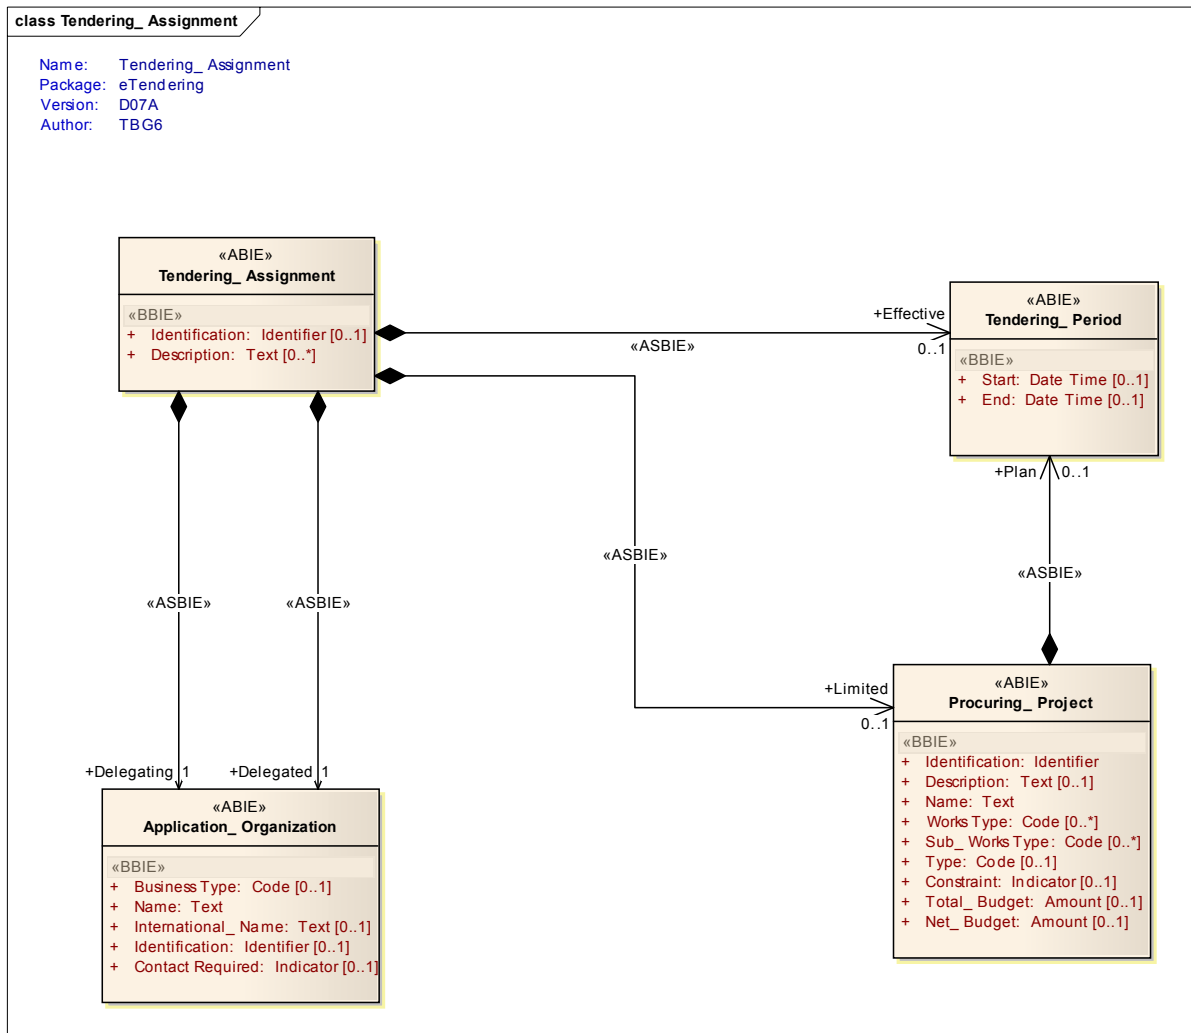 class Tendering_ Assignment
Name: Tendering_ Assignment
Package: eTendering
Version: D07A
Author: TBG6
«ABIE»
Tendering_ Assignment
«BBIE»
+ Identification: Identifier [0..1]
+ Description: Text [0..*]
+Effective
0..1
«ASBIE»
«ABIE»
Tendering_ Period
«BBIE»
+ Start: Date Time [0..1]
+ End: Date Time [0..1]
+Plan 0..1
«ASBIE»
«ASBIE»
«ASBIE»
«ASBIE»
+Limited
0..1
+Delegating 1
+Delegated 1
«ABIE»
Application_ Organization
«BBIE»
+ Business Type: Code [0..1]
+ Name: Text
+ International_ Name: Text [0..1]
+ Identification: Identifier [0..1]
+ Contact Required: Indicator [0..1]
«ABIE»
Procuring_ Project
«BBIE»
+ Identification: Identifier
+ Description: Text [0..1]
+ Name: Text
+ Works Type: Code [0..*]
+ Sub_ Works Type: Code [0..*]
+ Type: Code [0..1]
+ Constraint: Indicator [0..1]
+ Total_ Budget: Amount [0..1]
+ Net_ Budget: Amount [0..1]